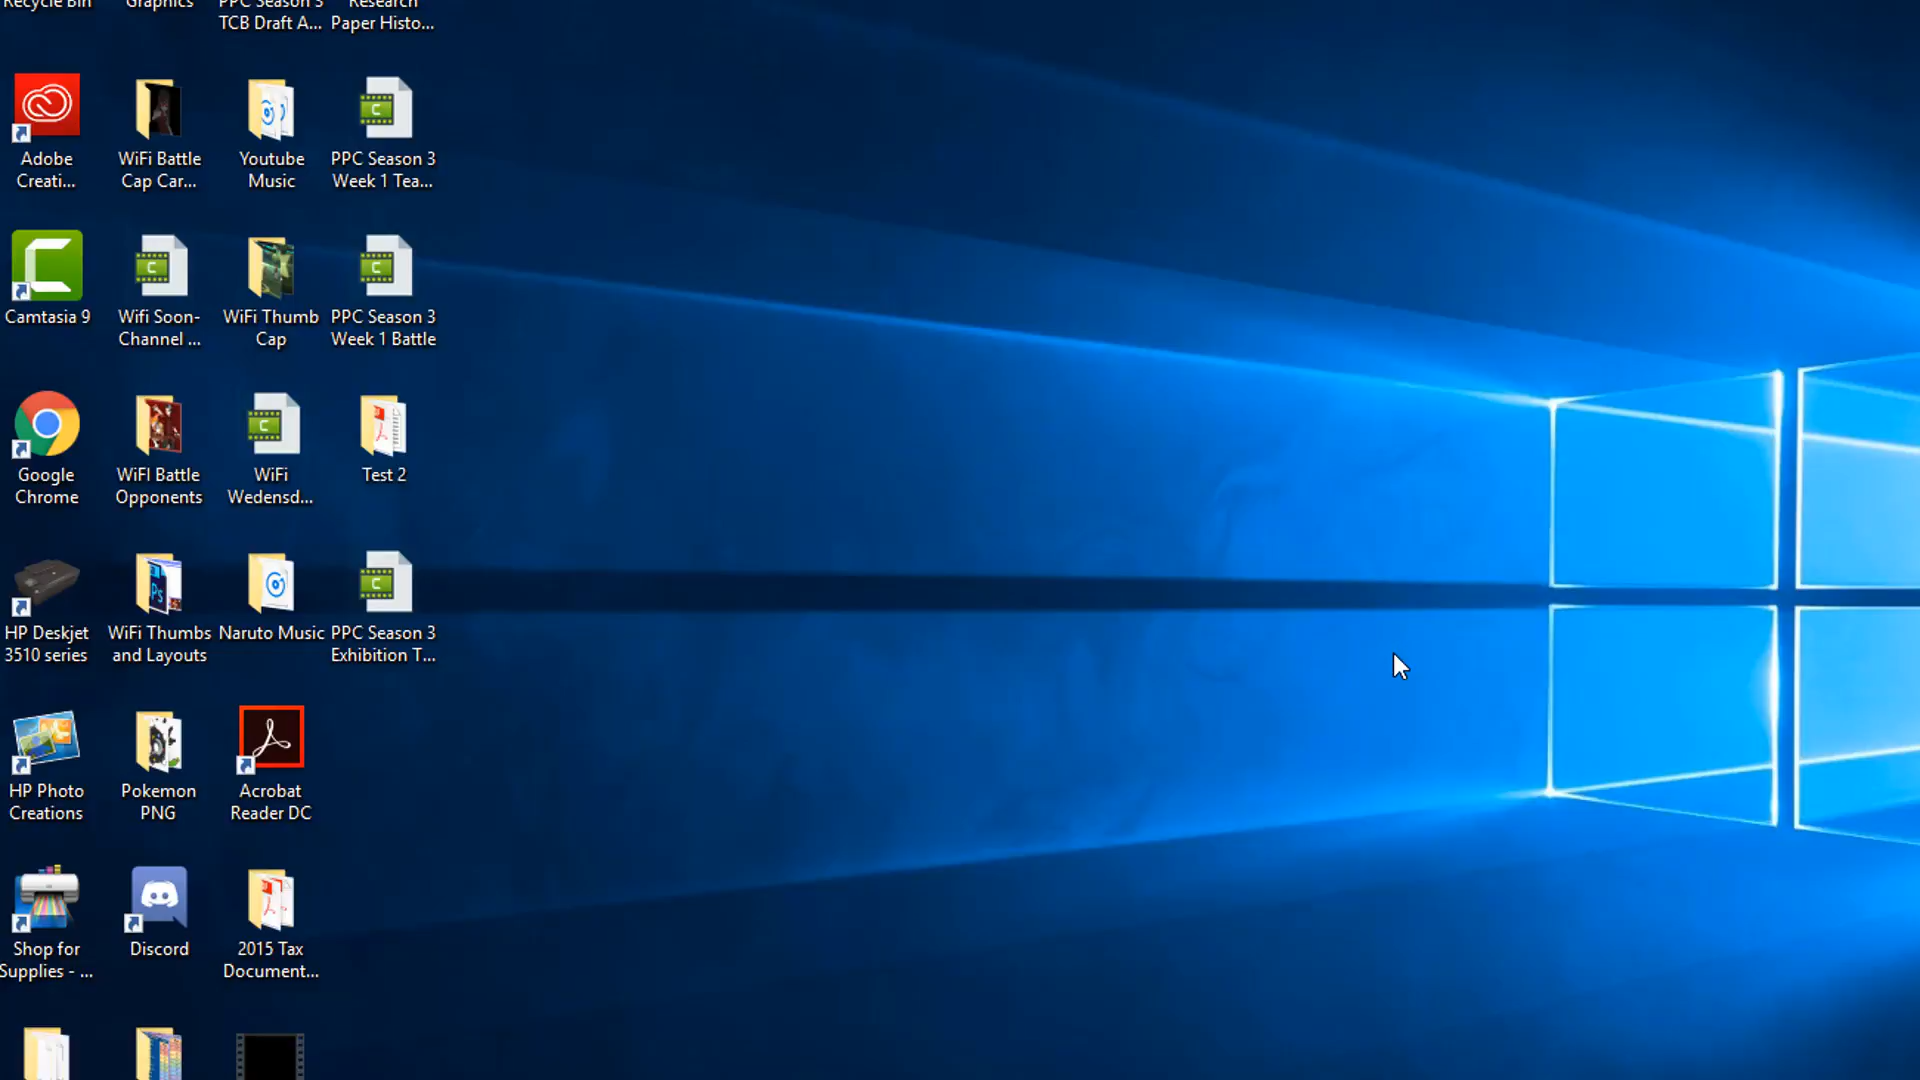 Recycle Bin
Graphics
PPC Season 3
TCB Draft A...
Research
Paper Histo...
Adobe
Creati...
WiFi Battle
Cap Car...
Youtube
Music
PPC Season 3
Week 1 Tea...
Camtasia 9
Wifi Soon-
Channel ...
WiFi Thumb
Cap
PPC Season 3
Week 1 Battle
Google
Chrome
WiFI Battle
Opponents
WiFi
Wedensd...
Test 2
HP Deskjet
3510 series
WiFi Thumbs
and Layouts
Naruto Music
PPC Season 3
Exhibition T...
HP Photo
Creations
Pokemon
PNG
Acrobat
Reader DC
Shop for
Supplies - ...
Discord
2015 Tax
Document...